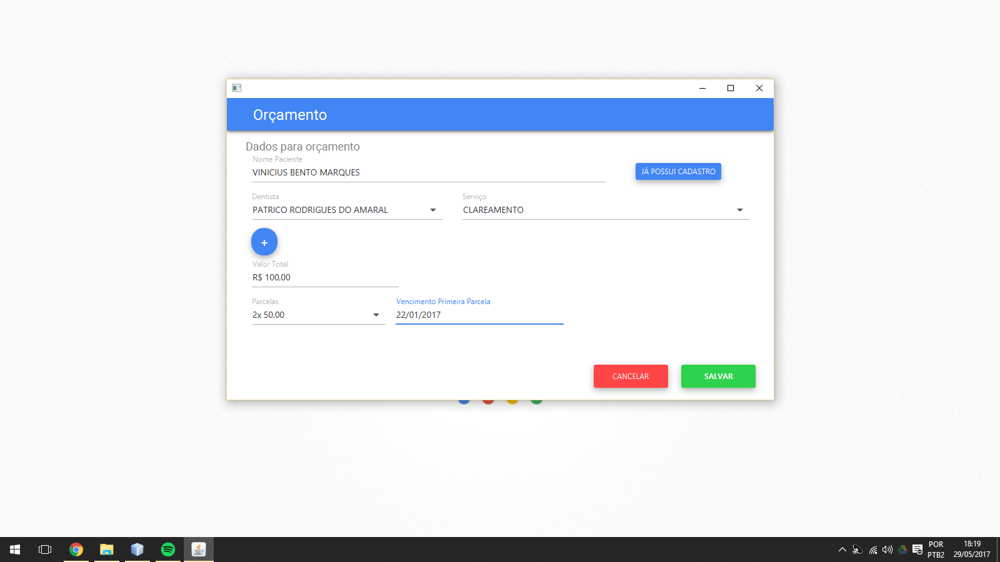 Orçamento
Dados para orçamento
Nome Paciente
VINICIUS BENTO MARQUES
JÁ POSSUI CADASTRO
Dentista
PATRICO RODRIGUES DO AMARAL
Serviço
CLAREAMENTO
+
Valor Total
R$ 100,00
Parcelas
2x 50,00
Vencimento Primeira Parcela
22/01/2017
CANCELAR
SALVAR
POR
PTB2
18:19
29/05/2017